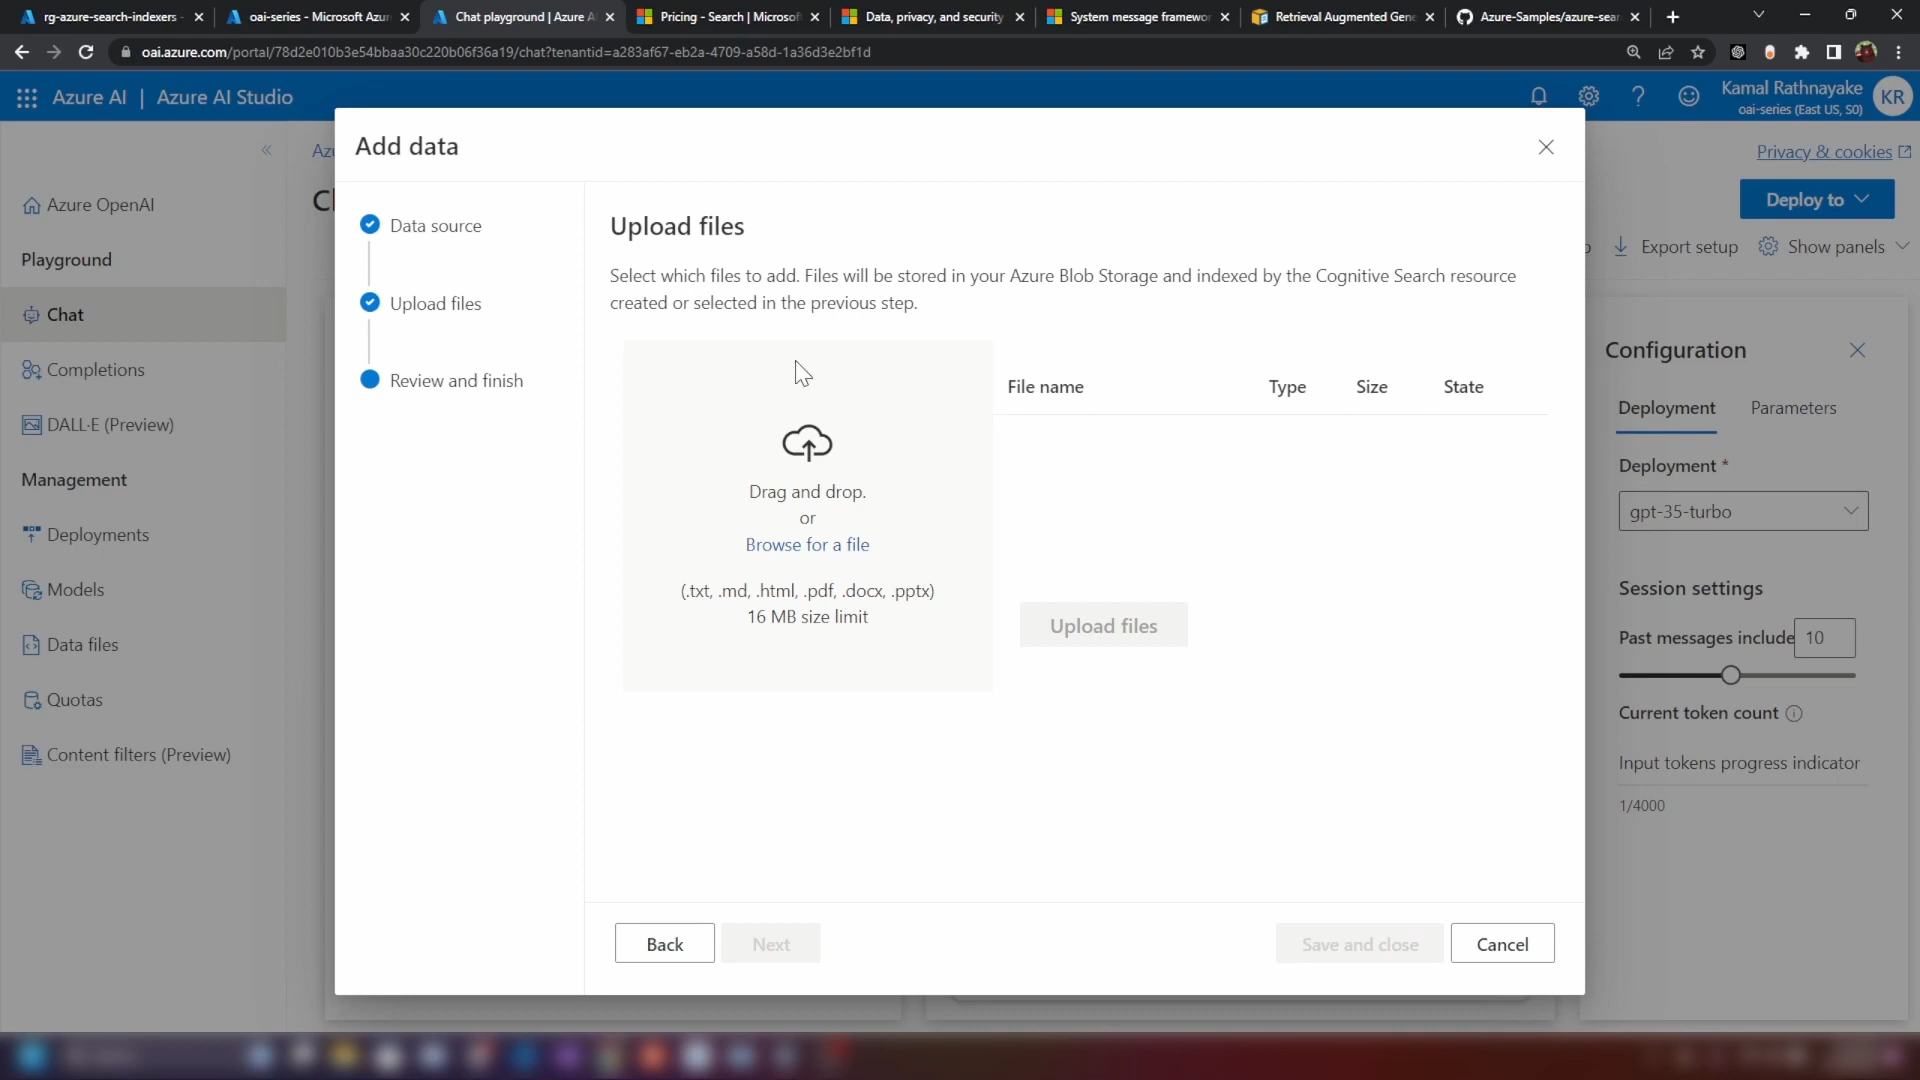 rg-azure-search-indexers
oai-series - Microsoft Azur
Chat playground | Azure A
Pricing - Search | Microsof
Data, privacy, and security
System message framewor
Retrieval Augmented Gene
Azure-Samples/azure-sear
oai.azure.com/portal/78d2e010b3e54bbaa30c220b06f36a19/chat?tenantid=a283af67-eb2a-4709-a58d-1a36d3e2bf1d
Azure AI | Azure AI Studio
Kamal Rathnayake
oai-series (East US, S0)
KR
Privacy & cookies
Deploy to
Export setup
Show panels
Azure OpenAI
Playground
Chat
Completions
DALL·E (Preview)
Management
Deployments
Models
Data files
Quotas
Content filters (Preview)
Add data
Data source
Upload files
Review and finish
Upload files
Select which files to add. Files will be stored in your Azure Blob Storage and indexed by the Cognitive Search resource
created or selected in the previous step.
Drag and drop.
or
Browse for a file
(.txt, .md, .html, .pdf, .docx, .pptx)
16 MB size limit
File name Type Size State
Upload files
Back
Next
Save and close
Cancel
Configuration
Deployment
Parameters
Deployment *
gpt-35-turbo
Session settings
Past messages include
10
Current token count
Input tokens progress indicator
1/4000